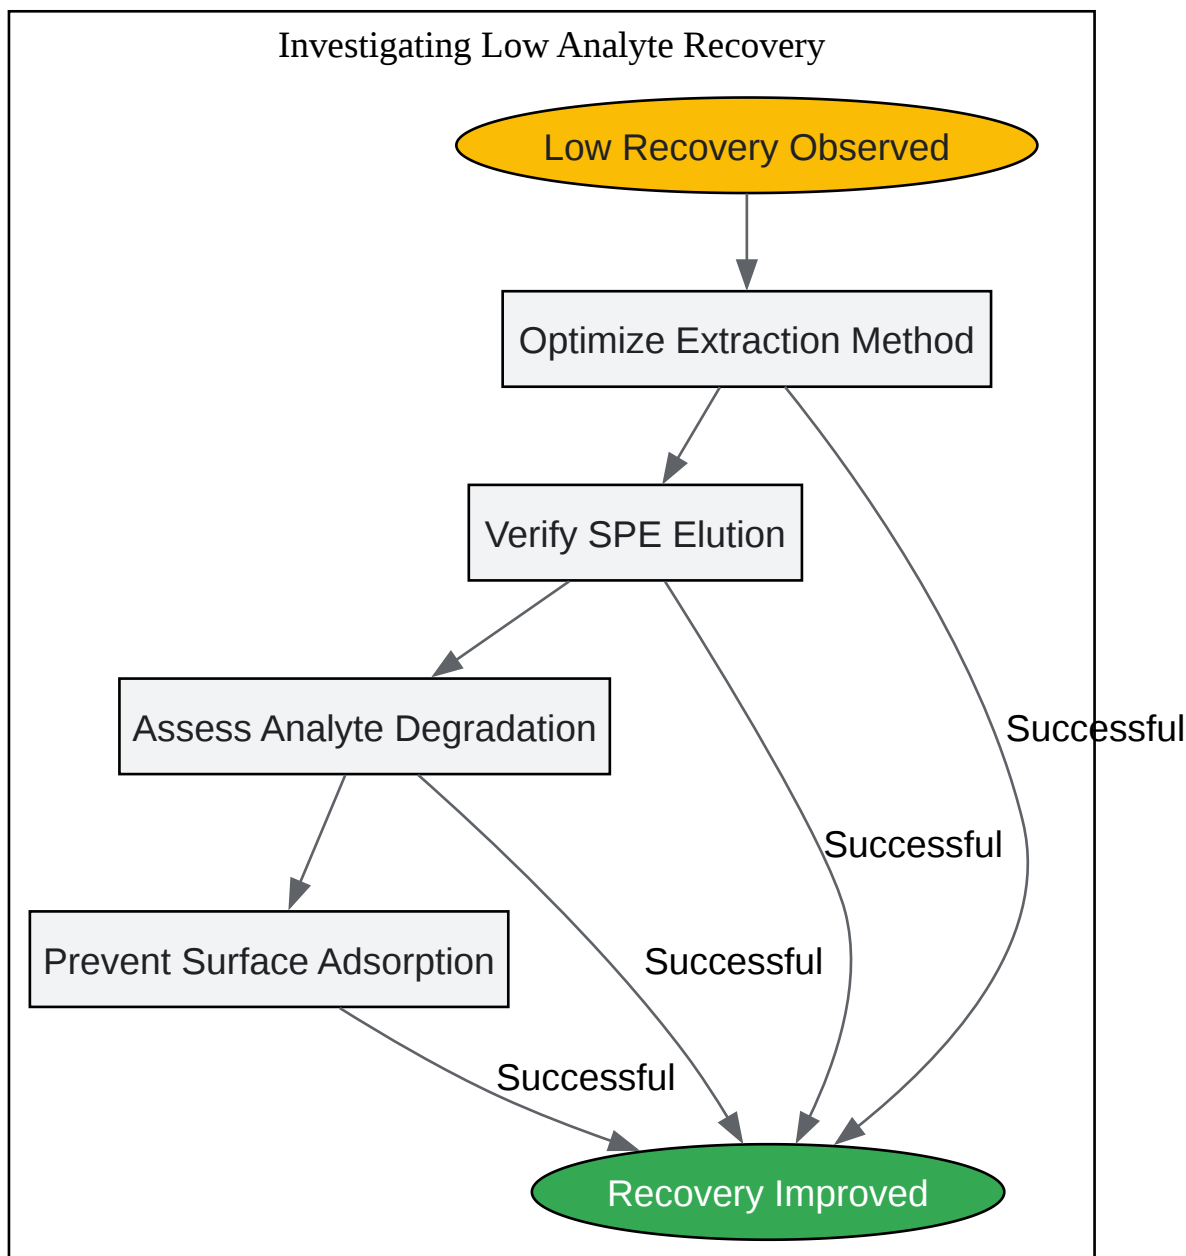 Investigating Low Analyte Recovery
Low Recovery Observed
Optimize Extraction Method
Verify SPE Elution
Assess Analyte Degradation
Successful
Successful
Prevent Surface Adsorption
Successful
Successful
Recovery Improved